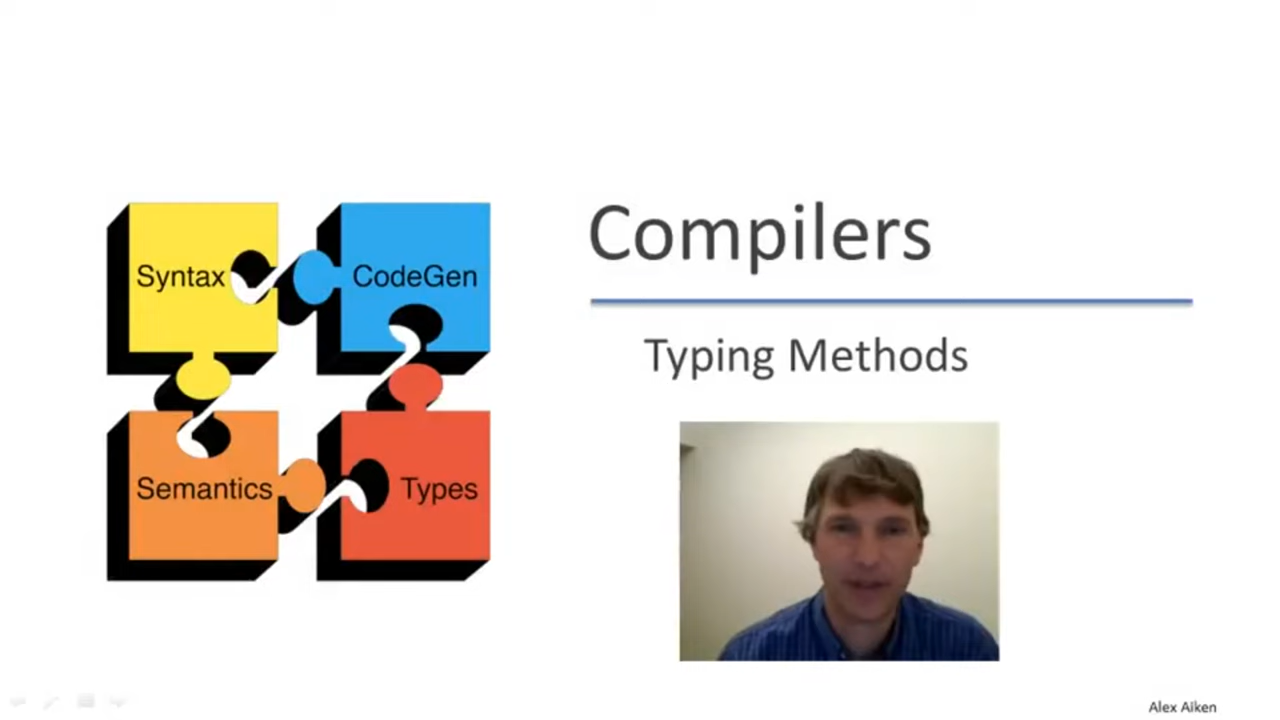 Compilers
Typing Methods
Syntax
CodeGen
Semantics
Types
Alex Aiken